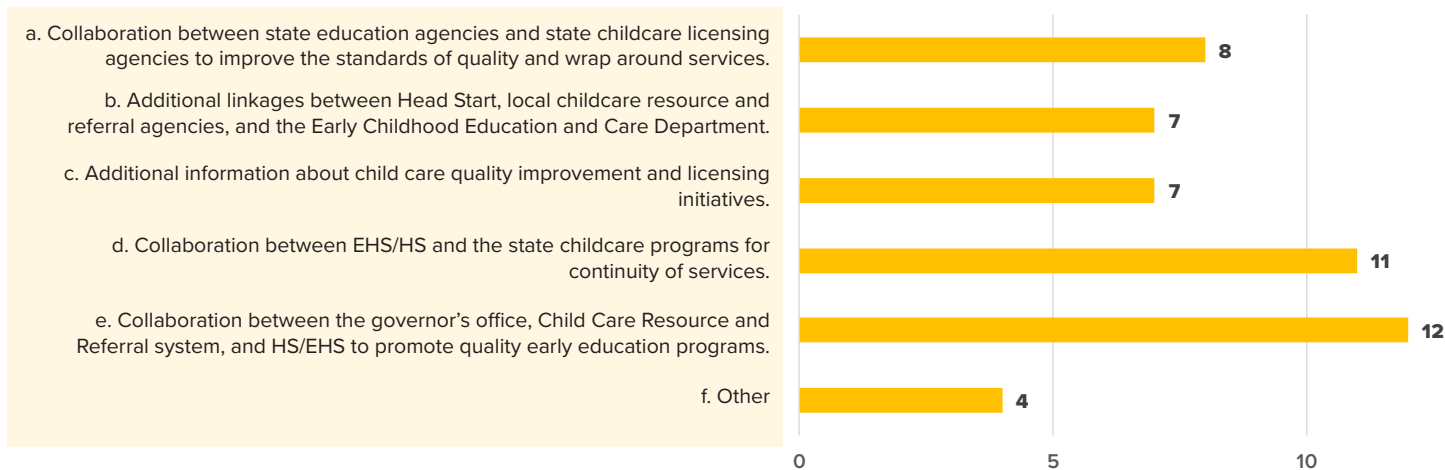 a. Collaboration between state education agencies and state childcare licensing
agencies to improve the standards of quality and wrap around services.
8
b. Additional linkages between Head Start, local childcare resource and
referral agencies, and the Early Childhood Education and Care Department.
7
c. Additional information about child care quality improvement and licensing
initiatives.
7
d. Collaboration between EHS/HS and the state childcare programs for
continuity of services.
11
e. Collaboration between the governor’s office, Child Care Resource and
Referral system, and HS/EHS to promote quality early education programs.
12
f. Other
4
0 5 10